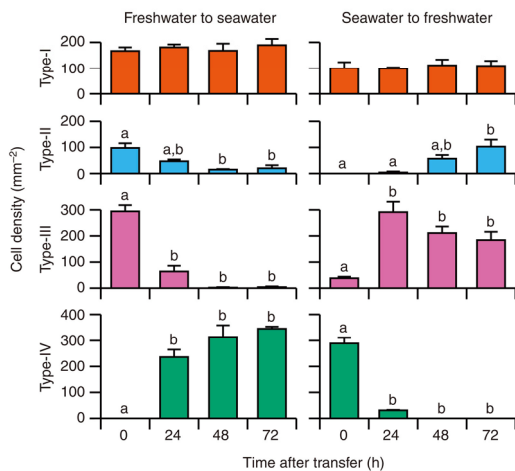 Freshwater to seawater
Seawater to freshwater
Cell density (mm–2)
Type-I
200
100
0
Type-II
200
100
0
a
a,b
b
b
a
a
a,b
b
Type-III
300
200
100
0
a
b
b
b
a
b
b
b
Type-IV
400
300
200
100
0
a
b
b
b
a
b
b
b
0
24
48
72
0
24
48
72
Time after transfer (h)